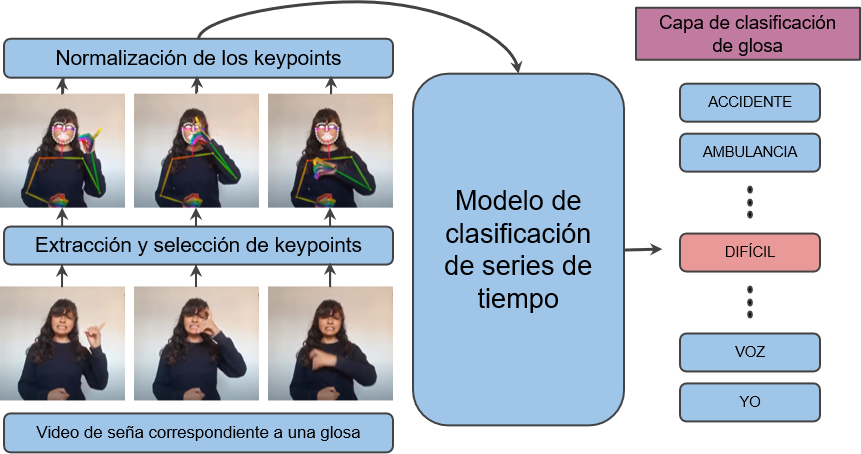 Normalización de los keypoints
Extracción y selección de keypoints
Video de seña correspondiente a una glosa
Modelo de
clasificación
de series de
tiempo
Capa de clasificación
de glosa
ACCIDENTE
AMBULANCIA
DIFÍCIL
VOZ
YO